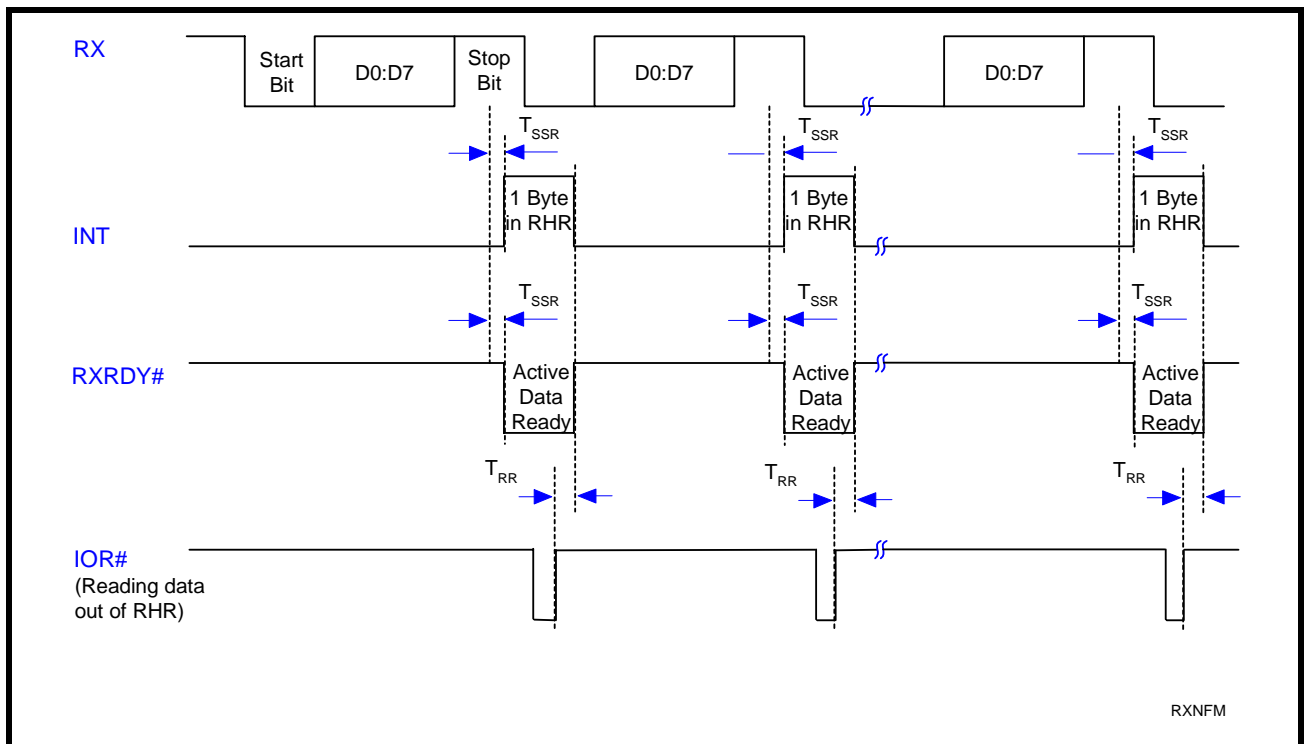 RX
Start
Bit
D0:D7
Stop
Bit
D0:D7
D0:D7
TSSR
TSSR
TSSR
INT
1 Byte
in RHR
1 Byte
in RHR
1 Byte
in RHR
TSSR
TSSR
TSSR
RXRDY#
Active
Data
Ready
Active
Data
Ready
Active
Data
Ready
TRR
TRR
TRR
IOR#
(Reading data
out of RHR)
RXNFM